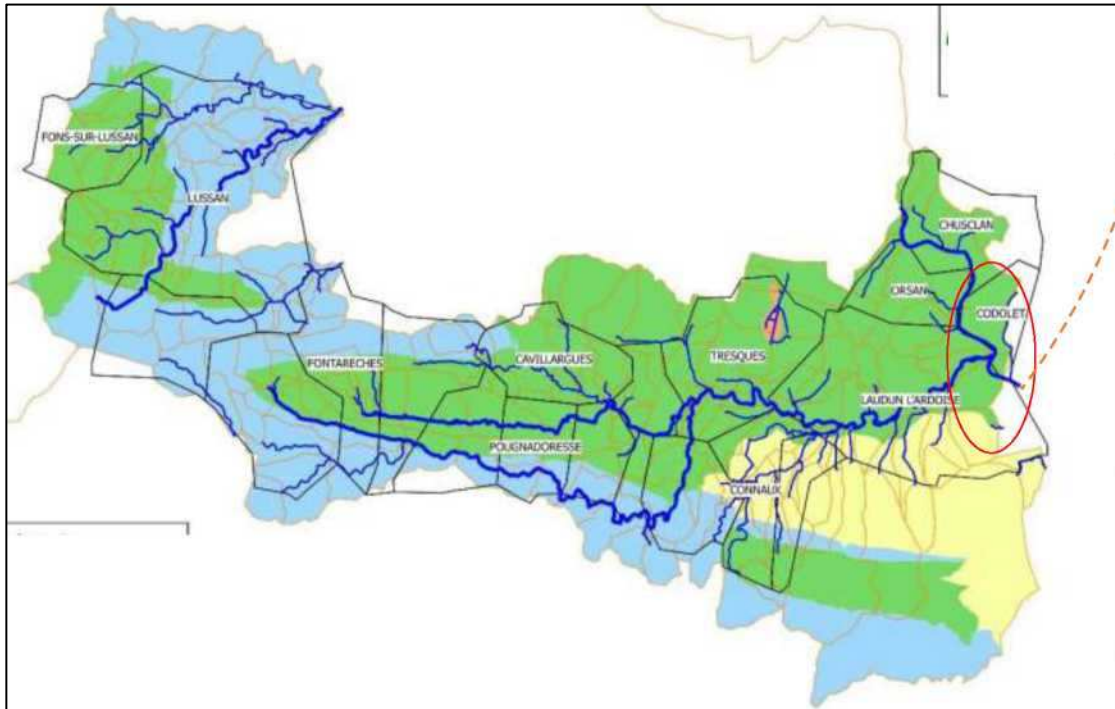 FONS-SUR-LUSSAN
LUSSAN
CHUSCLAN
ORSAN
CODOLET
FONTARECHES
CAVILLARGUES
TRESQUES
LAUDUN L'ARDOISE
POUGNADORESSE
CONNAUX